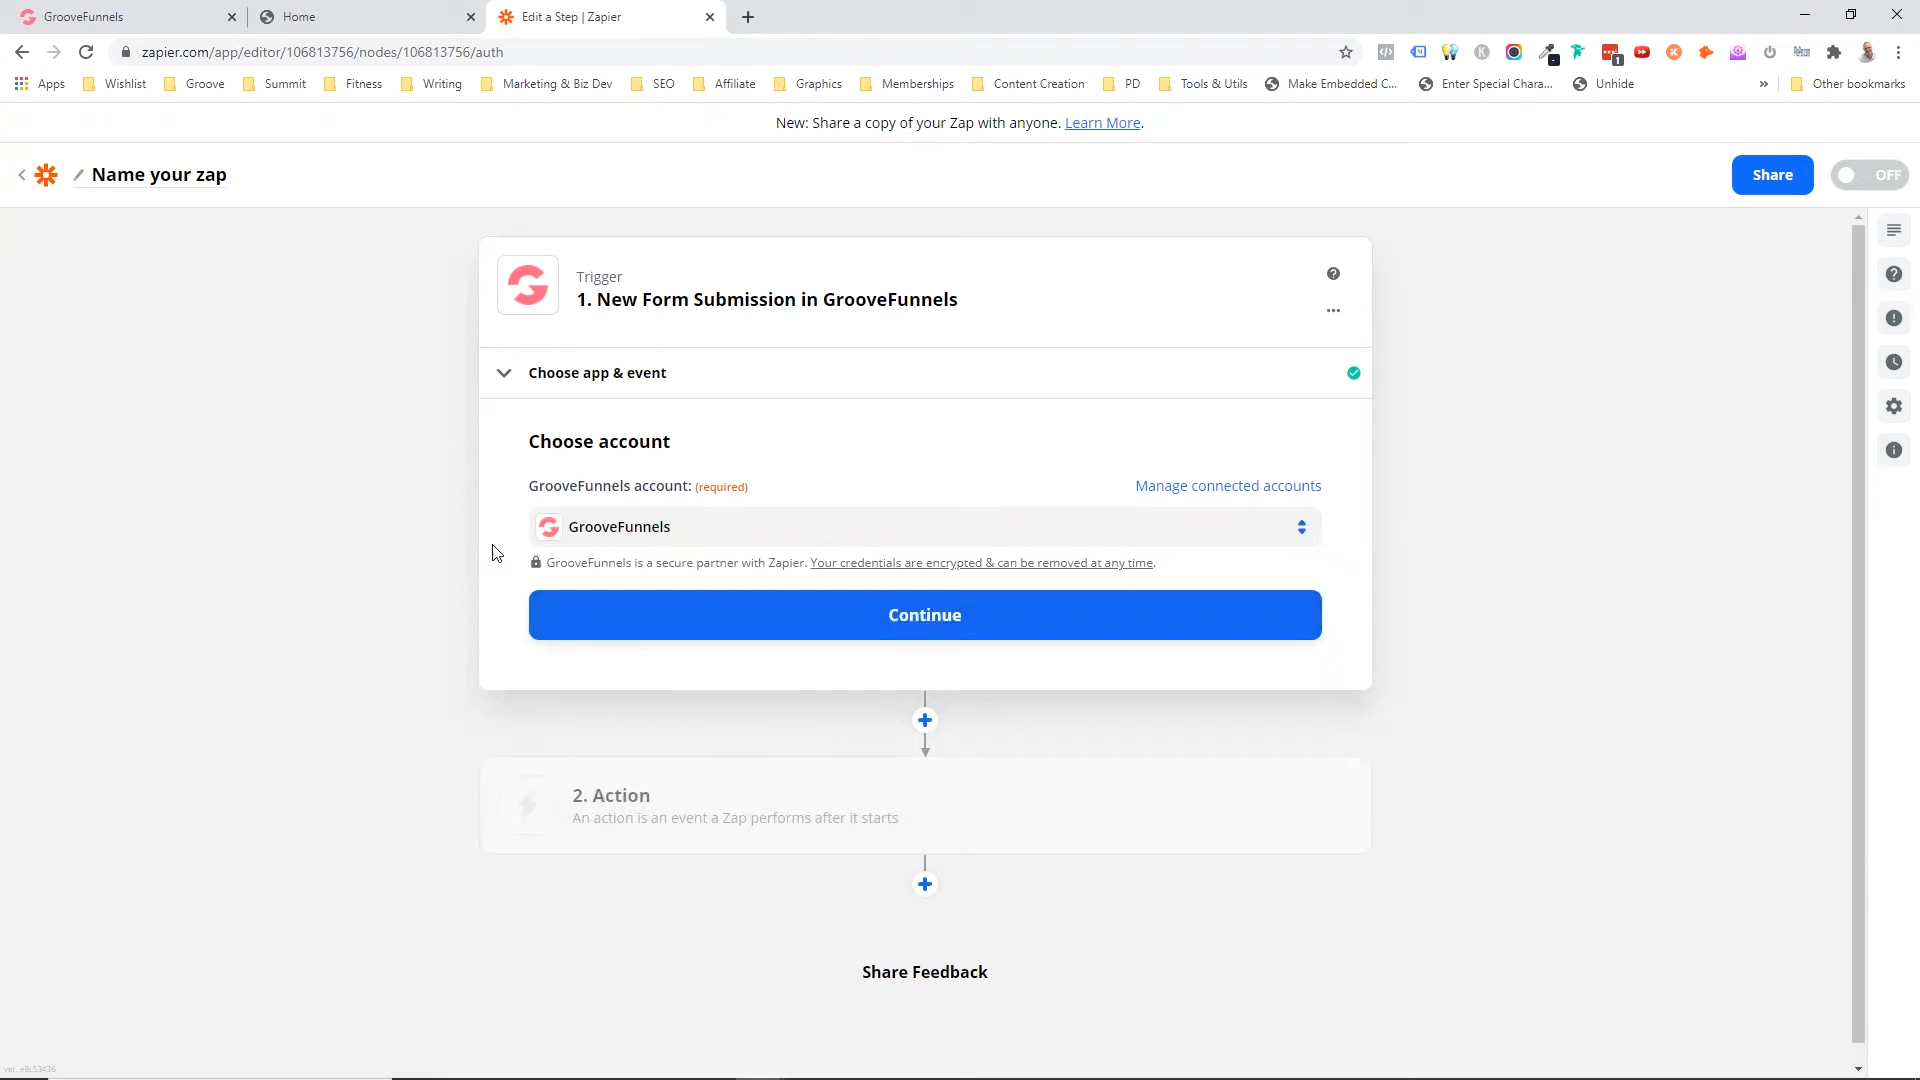 GrooveFunnels
Home
Edit a Step | Zapier
zapier.com/app/editor/106813756/nodes/106813756/auth
1
Apps
Wishlist
Groove
Summit
Fitness
Writing
Marketing & Biz Dev
SEO
Affiliate
Graphics
Memberships
Content Creation
PD
Tools & Utils
Make Embedded C...
Enter Special Chara...
Unhide
»
Other bookmarks
New: Share a copy of your Zap with anyone. Learn More.
Name your zap
Share
OFF
Trigger
1. New Form Submission in GrooveFunnels
Choose app & event
Choose account
GrooveFunnels account: (required)
Manage connected accounts
GrooveFunnels
GrooveFunnels is a secure partner with Zapier. Your credentials are encrypted & can be removed at any time.
Continue
2. Action
An action is an event a Zap performs after it starts
Share Feedback
ver. e8c53436